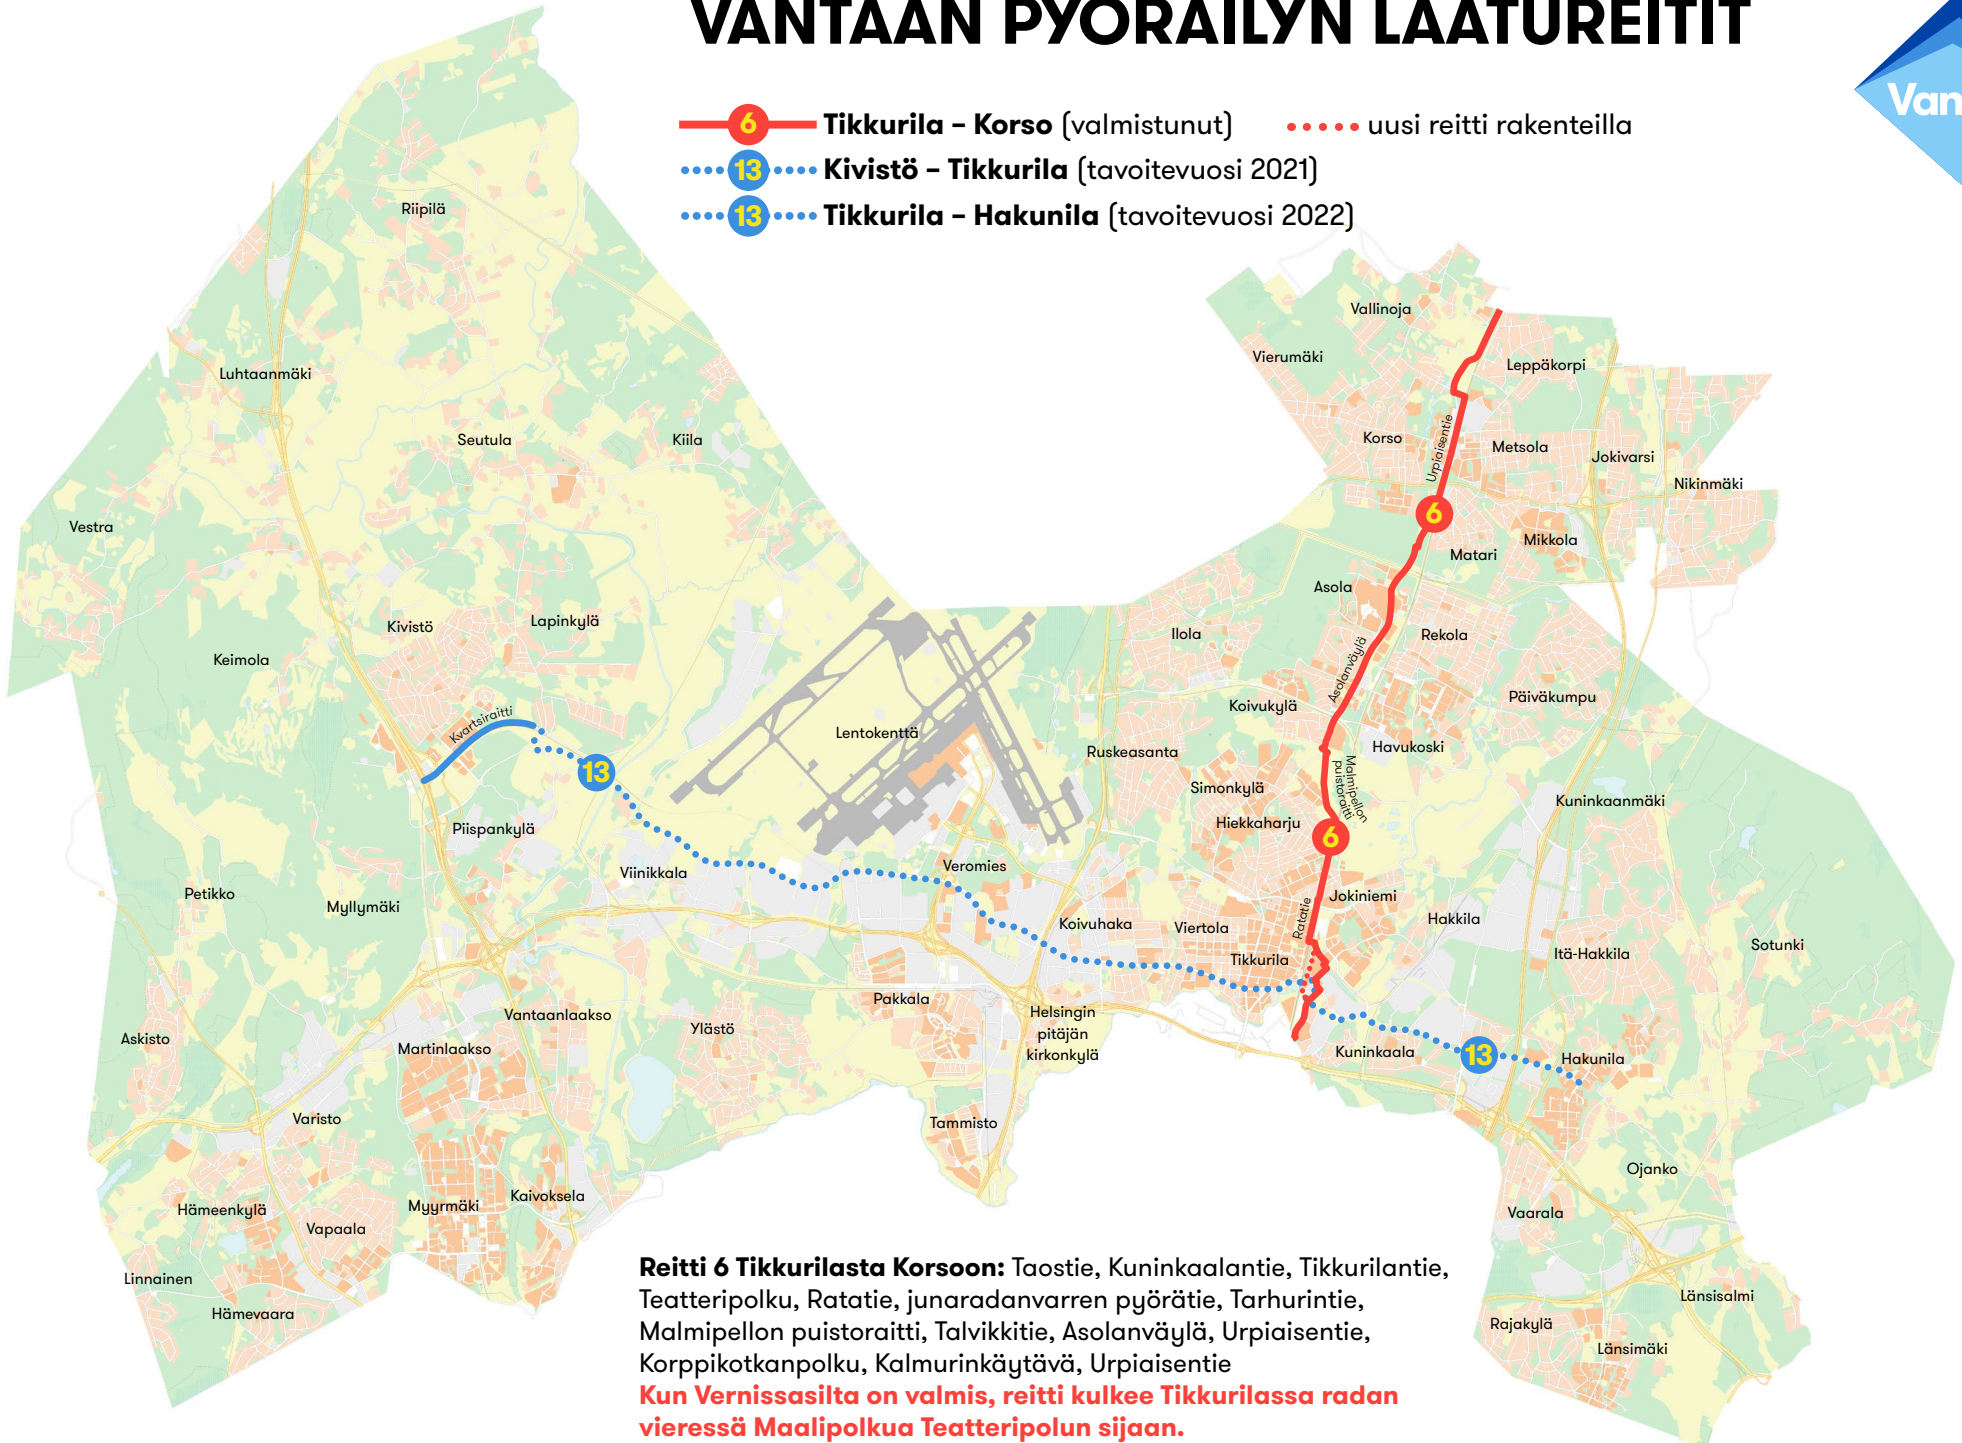 VANTAAN PYÖRÄILYN LAATUREITIT
Van
6 Tikkurila – Korso (valmistunut)
uusi reitti rakenteilla
13 Kivistö – Tikkurila (tavoitevuosi 2021)
13 Tikkurila – Hakunila (tavoitevuosi 2022)
Riipilä
Vallinoja
Vierumäki
Leppäkorpi
Luhtaanmäki
Seutula
Kiila
Korso
Urpiaisentie
Metsola
Jokivarsi
Nikinmäki
Vestra
6
Mikkola
Matari
Asola
Kivistö
Lapinkylä
Ilola
Rekola
Keimola
Asolanväylä
Koivukylä
Päiväkumpu
Kvartsiraitti
Lentokenttä
Ruskeasanta
Havukoski
13
Malmipellon
puistoraitti
Simonkylä
Kuninkaanmäki
Piispankylä
Hiekkaharju
6
Viinikkala
Veromies
Petikko
Myllymäki
Jokiniemi
Koivuhaka
Viertola
Ratatie
Hakkila
Tikkurila
Itä-Hakkila
Sotunki
Pakkala
Vantaanlaakso
Ylästö
Helsingin
pitäjän
kirkonkylä
Askisto
Martinlaakso
Kuninkaala
13
Hakunila
Varisto
Tammisto
Ojanko
Hämeenkylä
Vapaala
Myyrmäki
Kaivoksela
Vaarala
Linnainen
Hämevaara
Länsisalmi
Rajakylä
Länsimäki
Reitti 6 Tikkurilasta Korsoon: Taostie, Kuninkaalantie, Tikkurilantie,
Teatteripolku, Ratatie, junaradanvarren pyörätie, Tarhurintie,
Malmipellon puistoraitti, Talvikkitie, Asolanväylä, Urpiaisentie,
Korppikotkanpolku, Kalmurinkäytävä, Urpiaisentie
Kun Vernissasilta on valmis, reitti kulkee Tikkurilassa radan
vieressä Maalipolkua Teatteripolun sijaan.